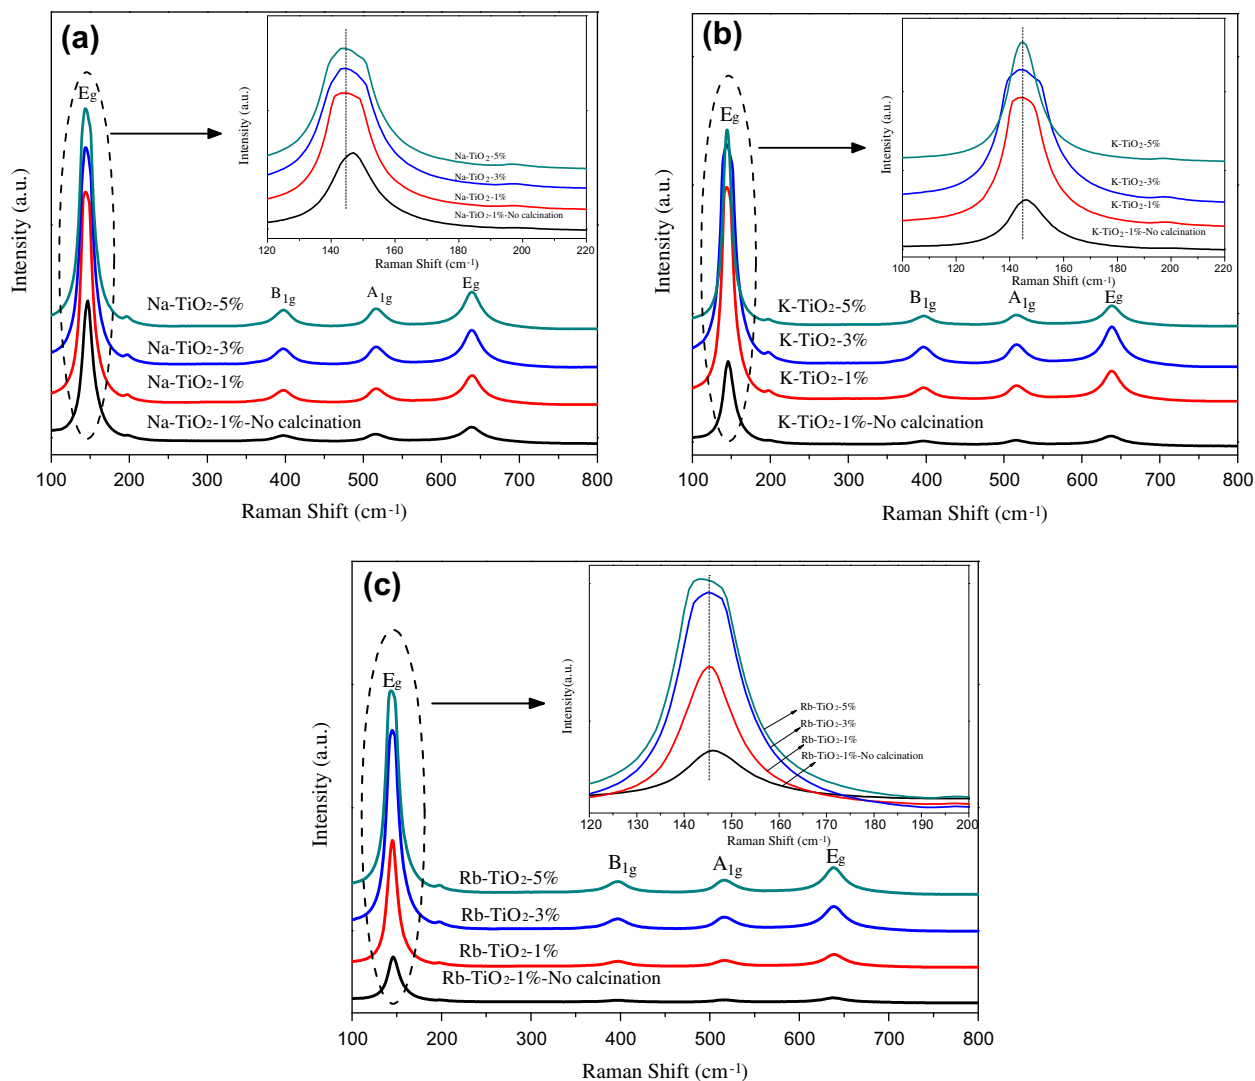 (a)
Eg
Intensity (a.u.)
Na-TiO2-5%
Na-TiO2-3%
Na-TiO2-1%
Na-TiO2-1%-No calcination
120 140 160 180 200 220
Raman Shift (cm-1)
B1g A1g Eg
Na-TiO2-5%
Na-TiO2-3%
Na-TiO2-1%
Na-TiO2-1%-No calcination
Intensity (a.u.)
100 200 300 400 500 600 700 800
Raman Shift (cm-1)
(b)
Eg
Intensity (a.u.)
K-TiO2-5%
K-TiO2-3%
K-TiO2-1%
K-TiO2-1%-No calcination
100 120 140 160 180 200 220
Raman Shift (cm-1)
B1g A1g Eg
K-TiO2-5%
K-TiO2-3%
K-TiO2-1%
K-TiO2-1%-No calcination
Intensity (a.u.)
100 200 300 400 500 600 700 800
Raman Shift (cm-1)
(c)
Eg
Intensity(a.u.)
Rb-TiO2-5%
Rb-TiO2-3%
Rb-TiO2-1%
Rb-TiO2-1%-No calcination
120 130 140 150 160 170 180 190 200
Raman Shift (cm-1)
B1g A1g Eg
Rb-TiO2-5%
Rb-TiO2-3%
Rb-TiO2-1%
Rb-TiO2-1%-No calcination
Intensity (a.u.)
100 200 300 400 500 600 700 800
Raman Shift (cm-1)